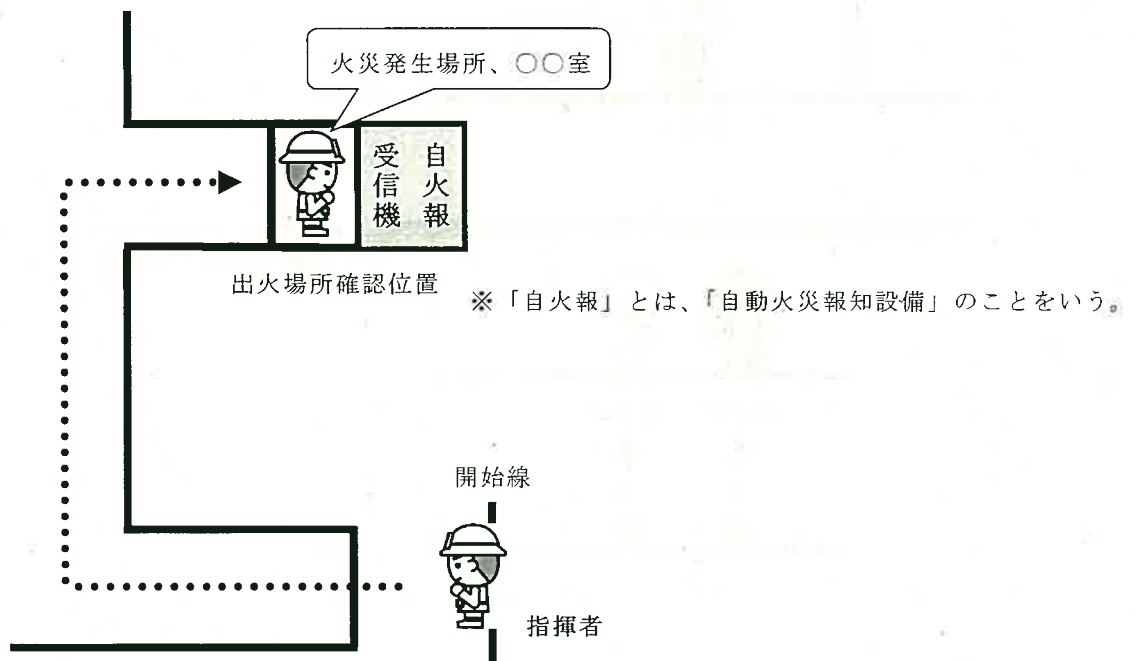 火災発生場所、○○室
自火報
受信機
出火場所確認位置
※「自火報」とは、「自動火災報知設備」のことをいう。
開始線
指揮者